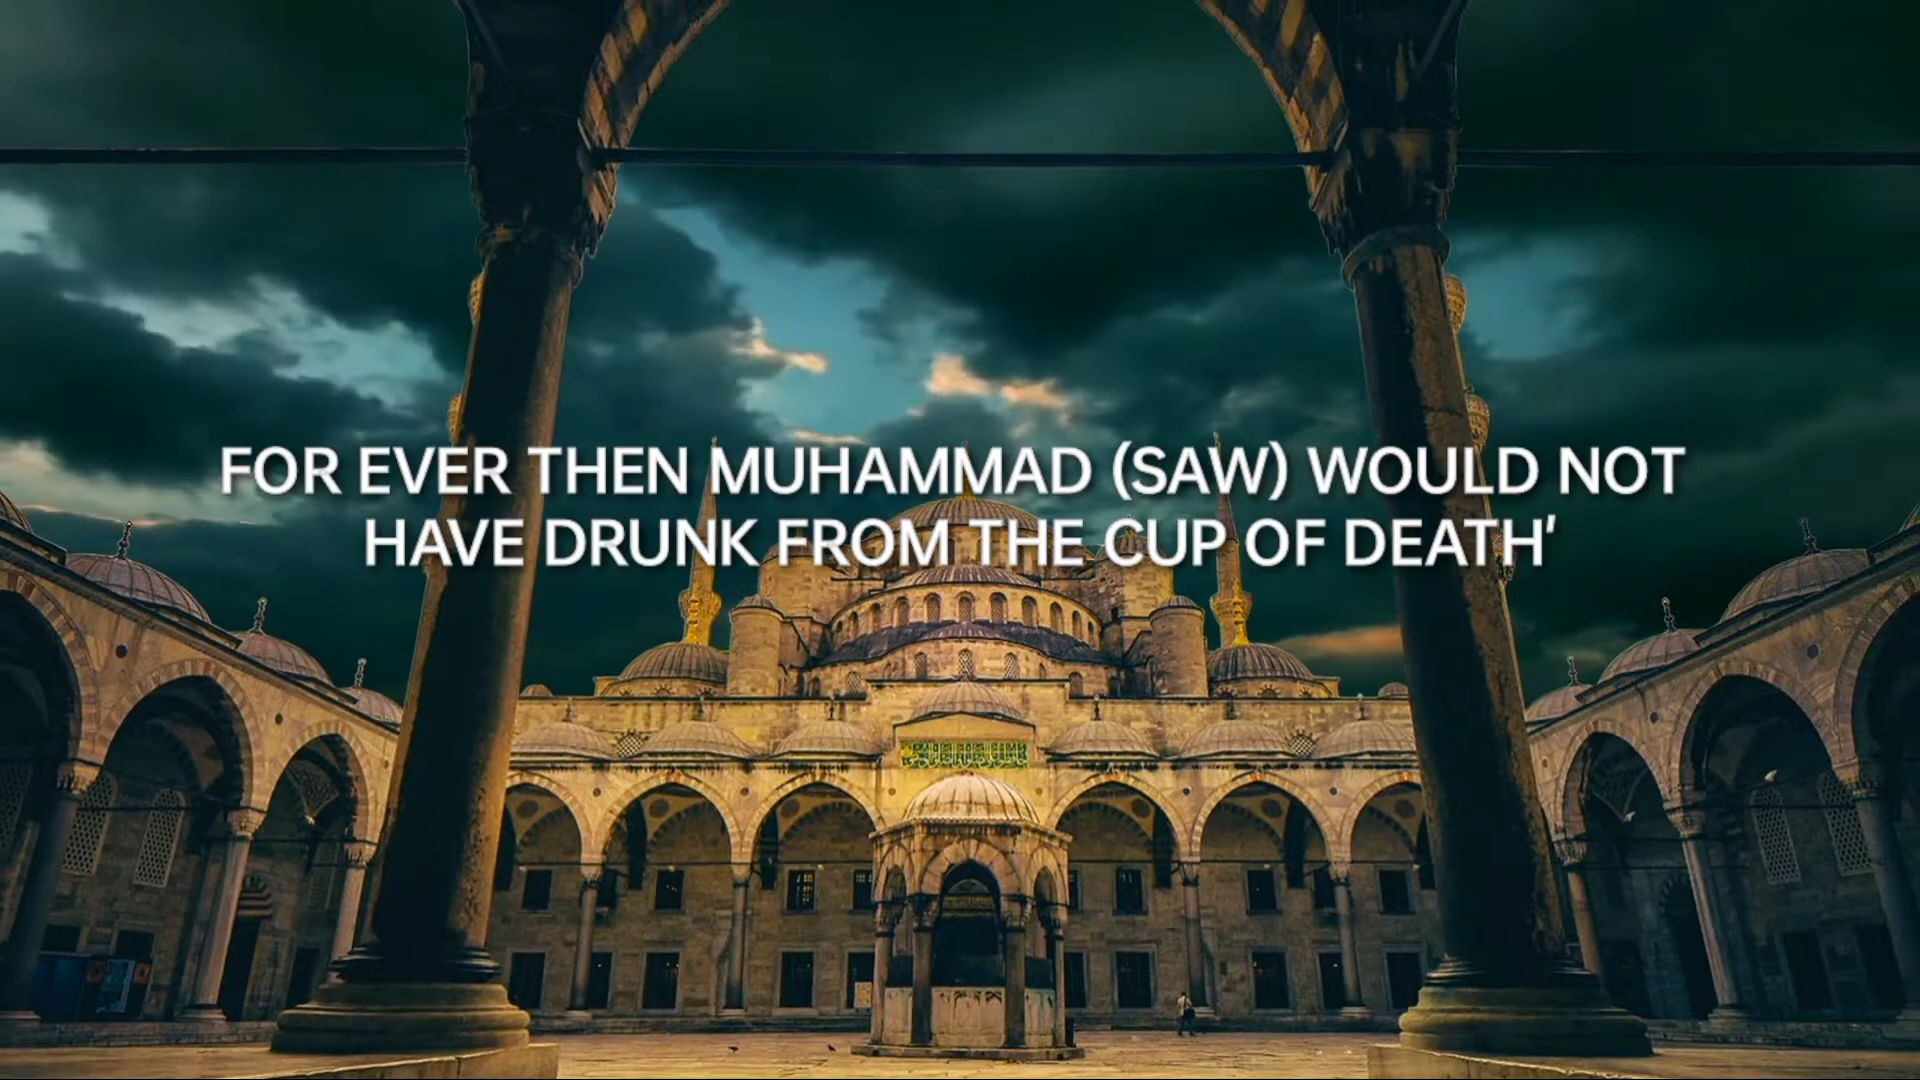 FOR EVER THEN MUHAMMAD (SAW) WOULD NOT
HAVE DRUNK FROM THE CUP OF DEATH'